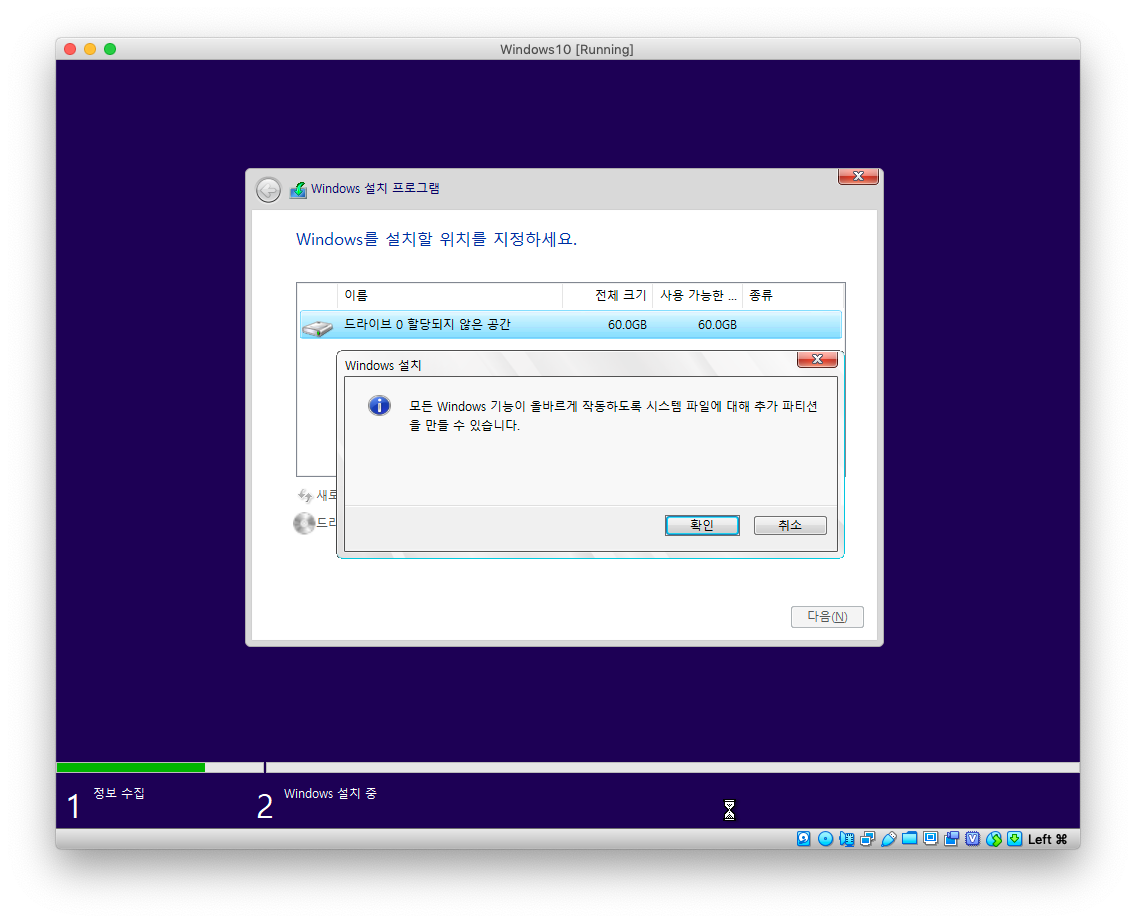 Windows10 [Running]
Windows 설치 프로그램
Windows를 설치할 위치를 지정하세요.
이름 전체 크기 사용 가능한 ... 종류
드라이브 0 할당되지 않은 공간 60.0GB 60.0GB
Windows 설치
모든 Windows 기능이 올바르게 작동하도록 시스템 파일에 대해 추가 파티션
을 만들 수 있습니다.
새로
드라
확인 취소
다음(N)
1 정보 수집 2 Windows 설치 중
Left ⌘